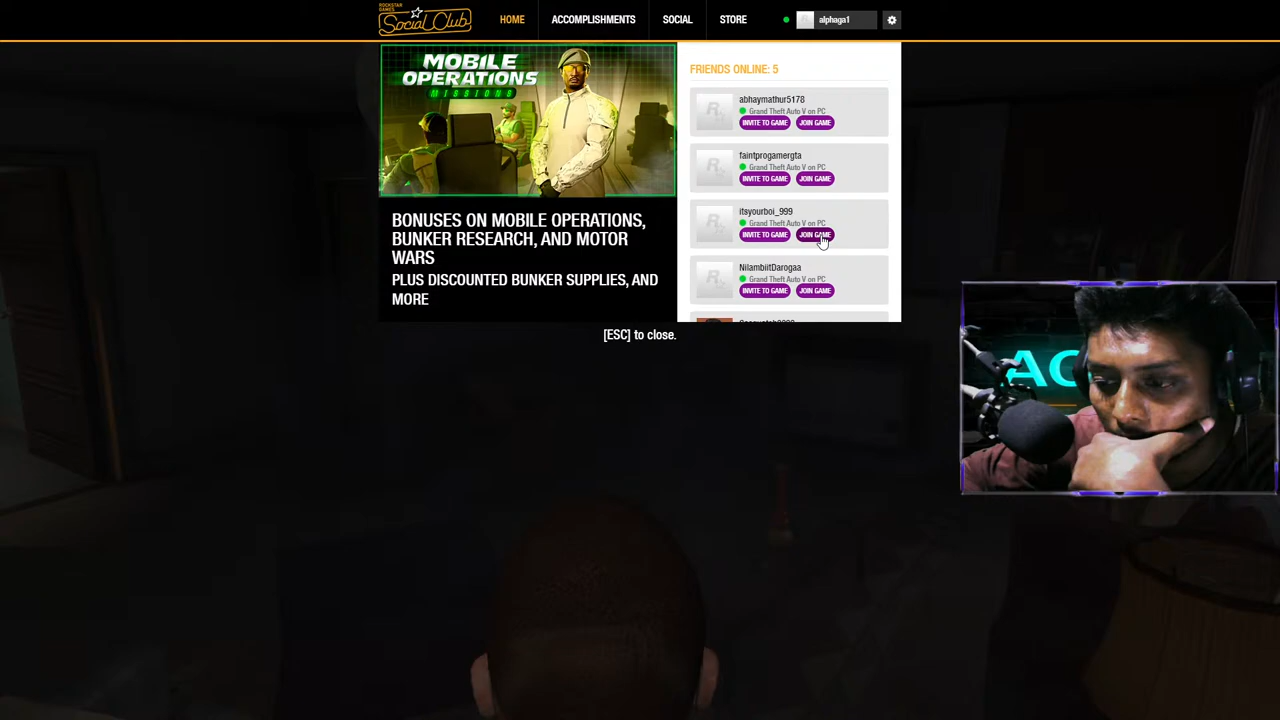 ROCKSTAR
GAMES
Social Club
HOME
ACCOMPLISHMENTS
SOCIAL
STORE
alphaga1
MOBILE
OPERATIONS
MISSIONS
BONUSES ON MOBILE OPERATIONS,
BUNKER RESEARCH, AND MOTOR
WARS
PLUS DISCOUNTED BUNKER SUPPLIES, AND
MORE
FRIENDS ONLINE: 5
abhaymathur5178
Grand Theft Auto V on PC
INVITE TO GAME JOIN GAME
faintprogamergta
Grand Theft Auto V on PC
INVITE TO GAME JOIN GAME
itsyourboi_999
Grand Theft Auto V on PC
INVITE TO GAME JOIN GAME
NilambiitDarogaa
Grand Theft Auto V on PC
INVITE TO GAME JOIN GAME
[ESC] to close.